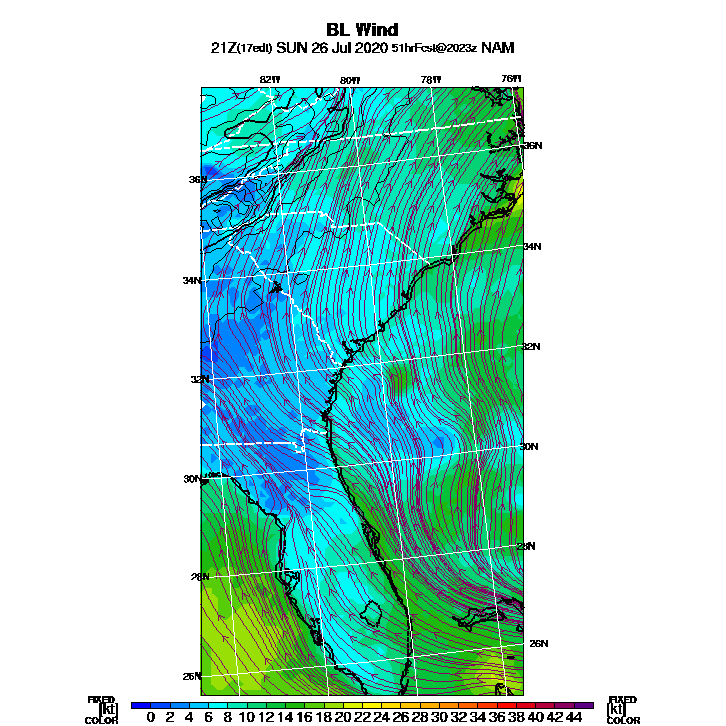 BL Wind
21Z(17edt) SUN 26 Jul 2020 51hrFcst@2023z NAM
82W 80W 78W 76W
36N
36N
34N
34N
32N
32N
30N
30N
28N
28N
26N
26N
FIXED FIXED
[kt] 0 2 4 6 8 10 12 14 16 18 20 22 24 26 28 30 32 34 36 38 40 42 44 [kt]
COLOR COLOR